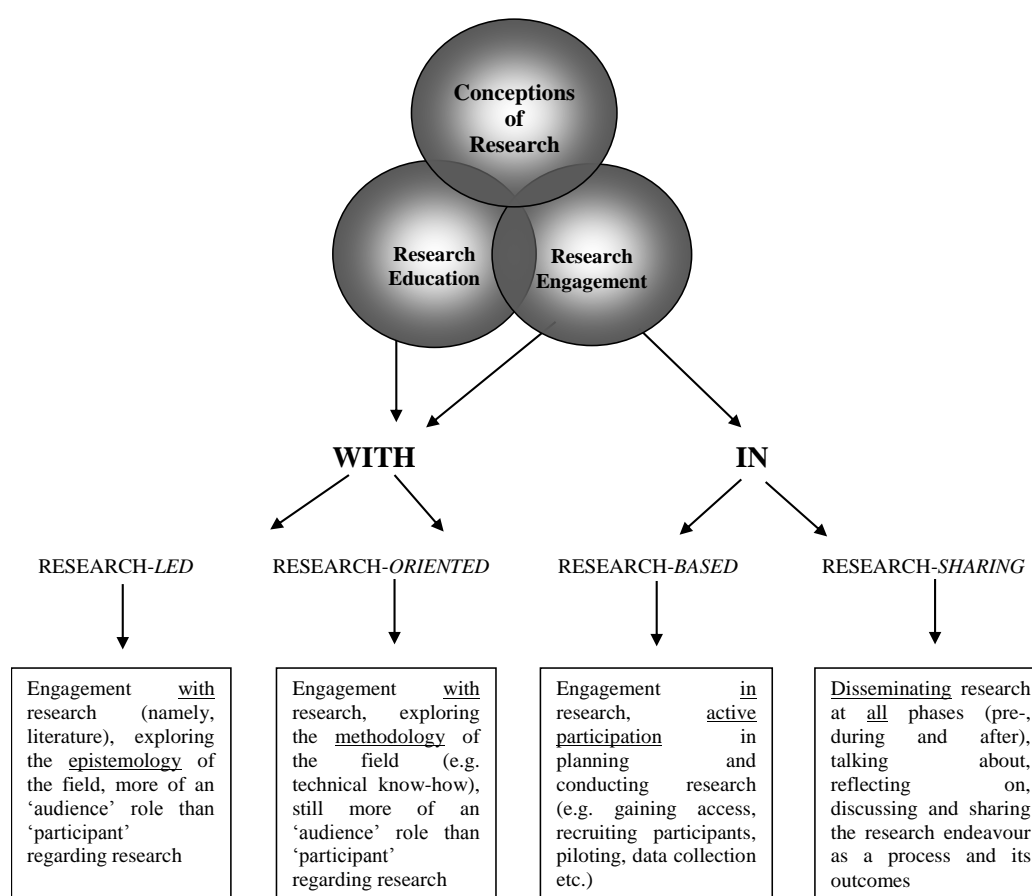 Conceptions
of
Research
Research
Education
Research
Engagement
WITH
IN
RESEARCH-LED
RESEARCH-ORIENTED
RESEARCH-BASED
RESEARCH-SHARING
Engagement with
research (namely,
literature), exploring
the epistemology of
the field, more of an
‘audience’ role than
‘participant’
regarding research
Engagement with
research, exploring
the methodology of
the field (e.g.
technical know-how),
still more of an
‘audience’ role than
‘participant’
regarding research
Engagement in
research, active
participation in
planning and
conducting research
(e.g. gaining access,
recruiting participants,
piloting, data collection
etc.)
Disseminating research
at all phases (pre-,
during and after),
talking about,
reflecting on,
discussing and sharing
the research endeavour
as a process and its
outcomes